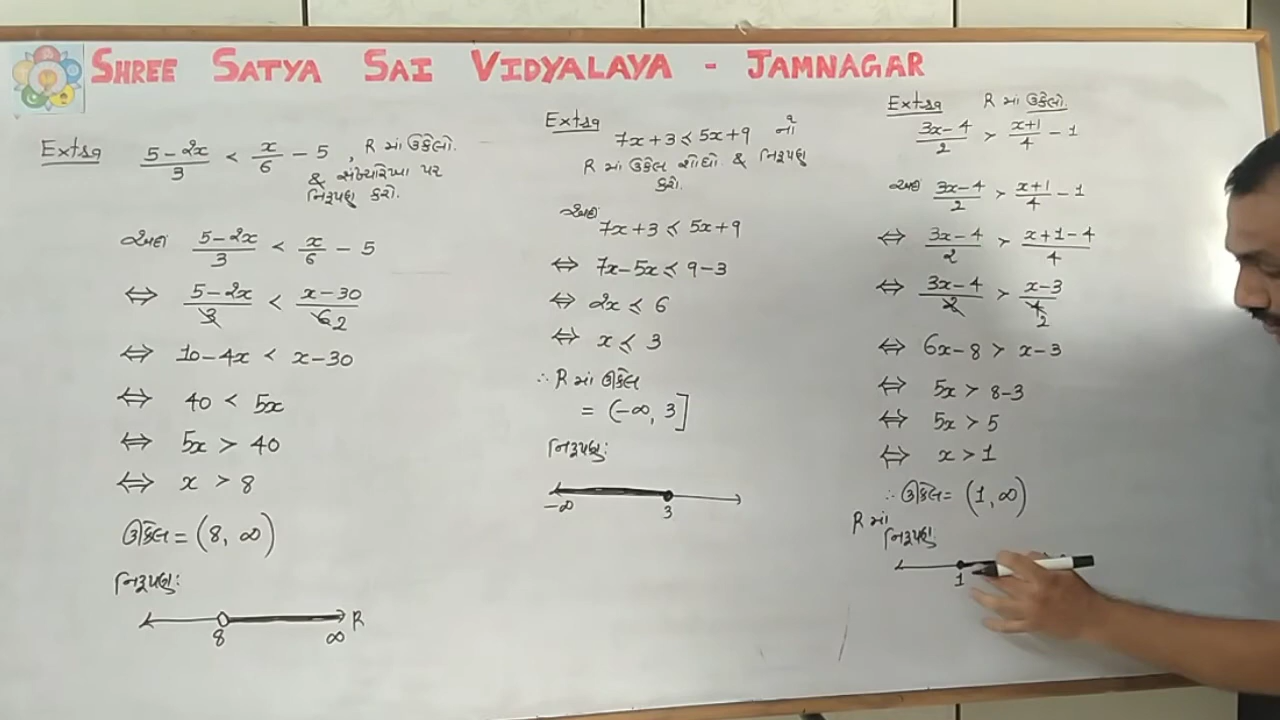 SHREE SATYA SAI VIDYALAYA - JAMNAGAR
Extra (5-2x)/3 < x/6 - 5, R માં ઉકેલો.
& સંખ્યારેખા પર
નિરૂપણ કરો.
અહીં (5-2x)/3 < x/6 - 5
⇔ (5-2x)/3 < (x-30)/6 2
⇔ 10-4x < x-30
⇔ 40 < 5x
⇔ 5x > 40
⇔ x > 8
ઉકેલ = (8, ∞)
નિરૂપણ:
8 ∞ R
Extra 7x+3 ≤ 5x+9 નો
R માં ઉકેલ શોધો. & નિરૂપણ
કરો.
અહીં
7x+3 ≤ 5x+9
⇔ 7x-5x ≤ 9-3
⇔ 2x ≤ 6
⇔ x ≤ 3
∴ R માં ઉકેલ
= (-∞, 3]
નિરૂપણ:
-∞ 3
Extra R માં ઉકેલો.
(3x-4)/2 > (x+1)/4 - 1
અહીં (3x-4)/2 > (x+1)/4 - 1
⇔ (3x-4)/2 > (x+1-4)/4
⇔ (3x-4)/2 > (x-3)/4 2
⇔ 6x-8 > x-3
⇔ 5x > 8-3
⇔ 5x > 5
⇔ x > 1
∴ ઉકેલ = (1, ∞)
R માં
નિરૂપણ:
1